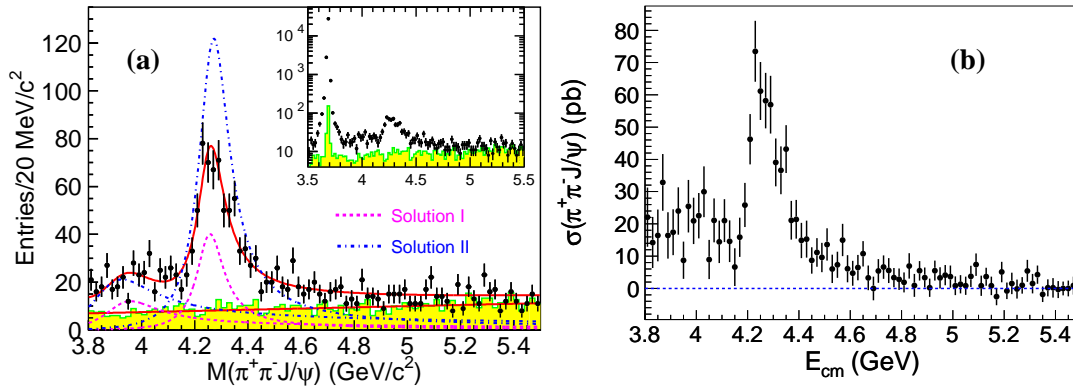 (a)
Entries/20 MeV/c²
120
100
80
60
40
20
0
3.8 4 4.2 4.4 4.6 4.8 5 5.2 5.4
M(π⁺π⁻J/ψ) (GeV/c²)
10⁴
10³
10²
10
3.5 4 4.5 5 5.5
Solution I
Solution II
(b)
σ(π⁺π⁻J/ψ) (pb)
80
70
60
50
40
30
20
10
0
3.8 4 4.2 4.4 4.6 4.8 5 5.2 5.4
E_cm (GeV)